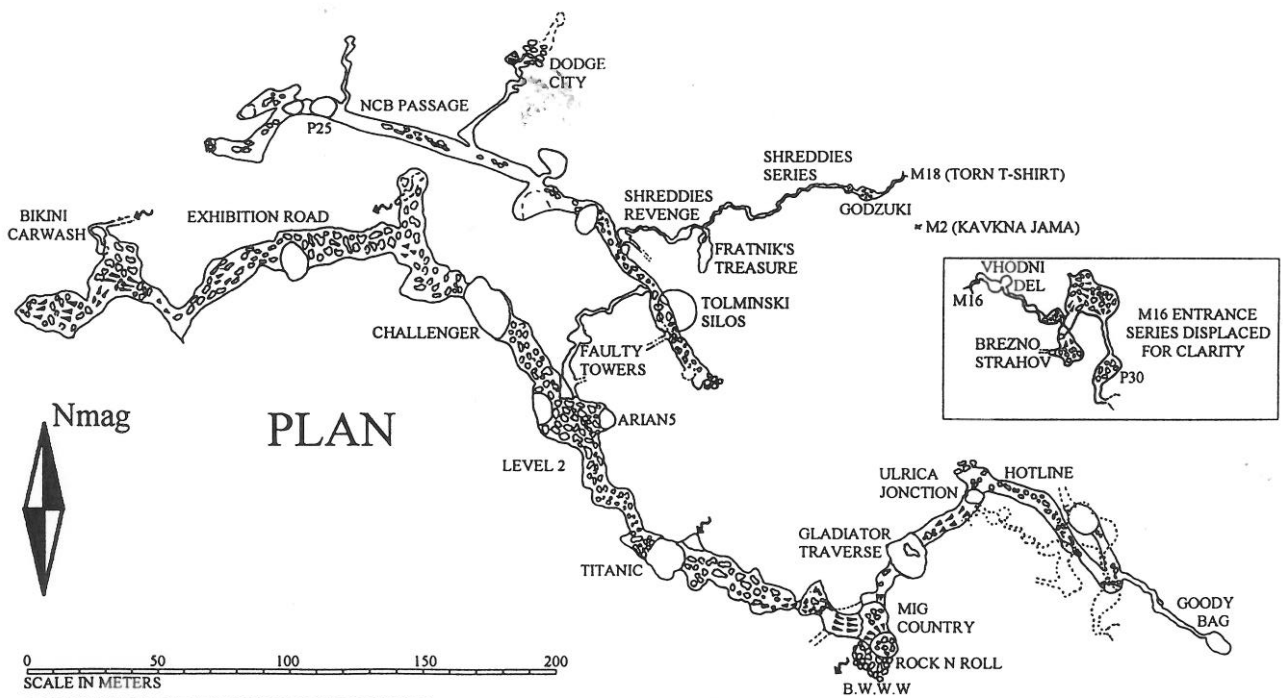 DODGE
CITY
NCB PASSAGE
P25
SHREDDIES
SERIES
M18 (TORN T-SHIRT)
SHREDDIES
REVENGE
GODZUKI
BIKINI
CARWASH
EXHIBITION ROAD
M2 (KAVKNA JAMA)
FRATNIK'S
TREASURE
VHODNI
DEL
M16
TOLMINSKI
SILOS
M16 ENTRANCE
SERIES DISPLACED
FOR CLARITY
CHALLENGER
BREZNO
STRAHOV
FAULTY
TOWERS
P30
Nmag
PLAN
ARIAN5
LEVEL 2
ULRICA
JONCTION
HOTLINE
GLADIATOR
TRAVERSE
TITANIC
GOODY
BAG
MIG
COUNTRY
ROCK N ROLL
B.W.W.W
0 50 100 150 200
SCALE IN METERS